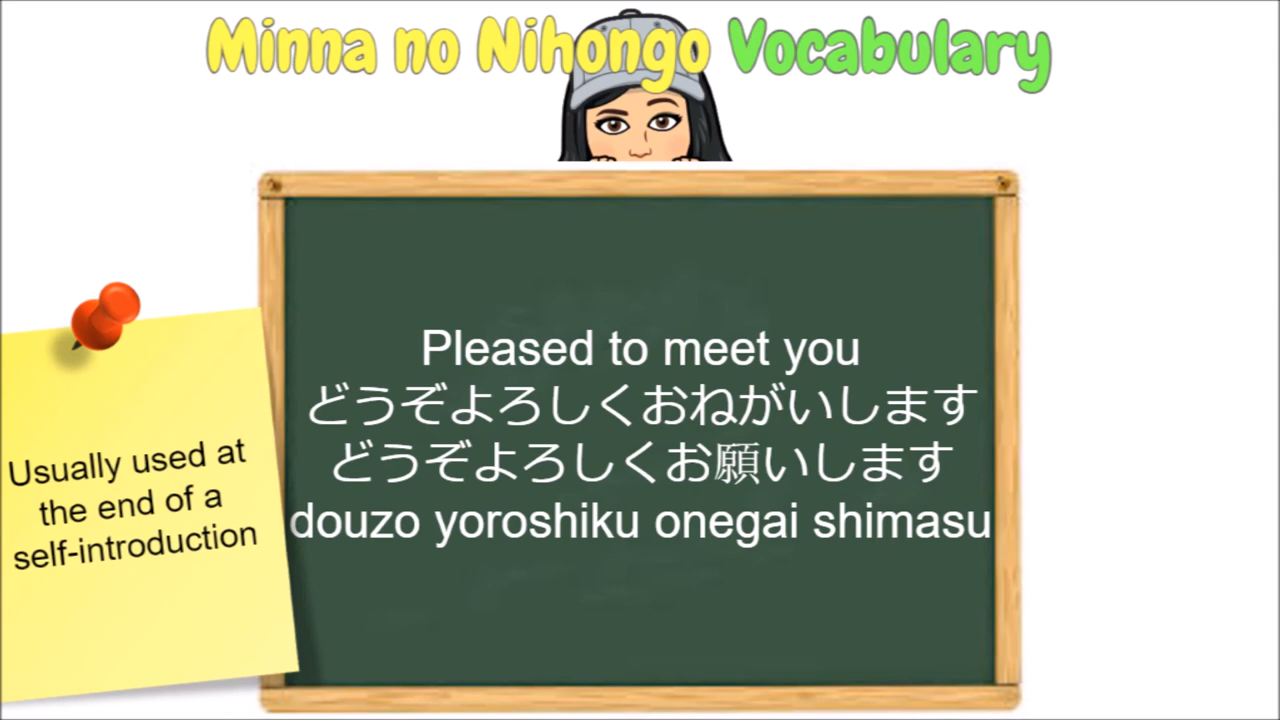 Minna no Nihongo Vocabulary
Pleased to meet you
どうぞよろしくおねがいします
どうぞよろしくお願いします
douzo yoroshiku onegai shimasu
Usually used at
the end of a
self-introduction